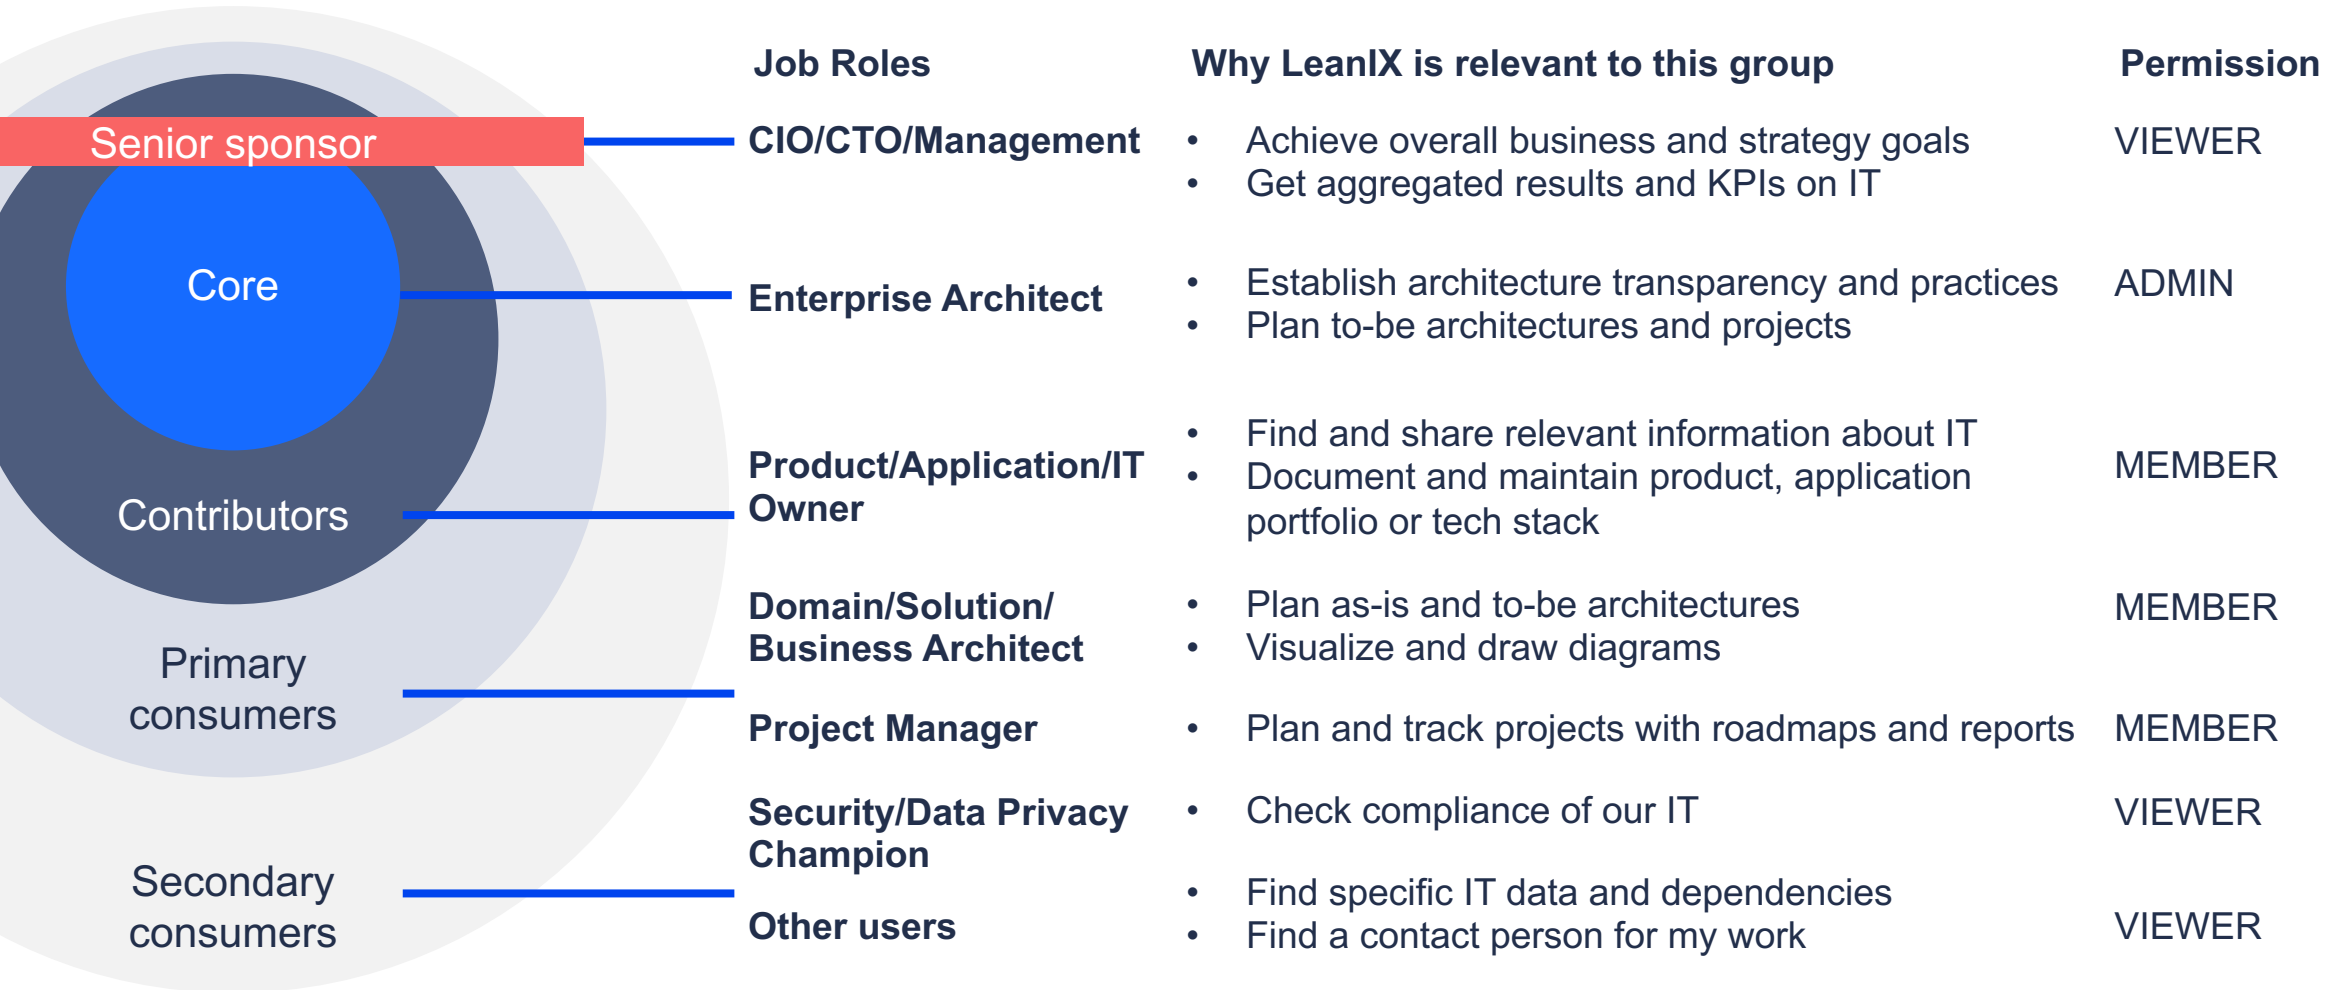 Job Roles
Why LeanIX is relevant to this group
Permission
Senior sponsor
CIO/CTO/Management
• Achieve overall business and strategy goals
• Get aggregated results and KPIs on IT
VIEWER
Core
Enterprise Architect
• Establish architecture transparency and practices
• Plan to-be architectures and projects
ADMIN
Contributors
Product/Application/IT
Owner
• Find and share relevant information about IT
• Document and maintain product, application
portfolio or tech stack
MEMBER
Primary
consumers
Domain/Solution/
Business Architect
• Plan as-is and to-be architectures
• Visualize and draw diagrams
MEMBER
Project Manager
• Plan and track projects with roadmaps and reports
MEMBER
Secondary
consumers
Security/Data Privacy
Champion
• Check compliance of our IT
VIEWER
Other users
• Find specific IT data and dependencies
• Find a contact person for my work
VIEWER